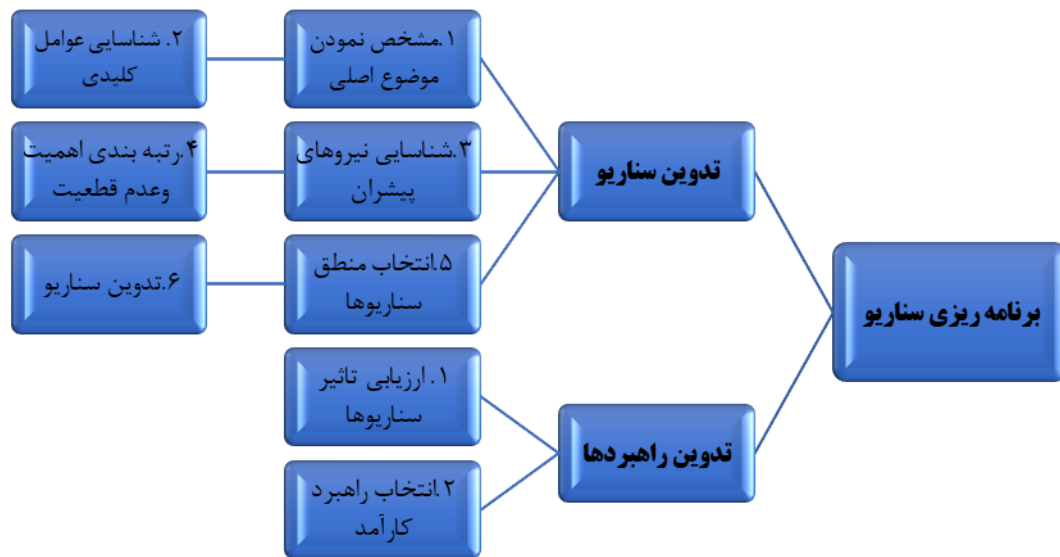 برنامه ریزی سناریو
تدوین سناریو
۱.مشخص نمودن
موضوع اصلی
۲. شناسایی عوامل
کلیدی
۳.شناسایی نیروهای
پیشران
۴.رتبه بندی اهمیت
وعدم قطعیت
۵.انتخاب منطق
سناریوها
۶.تدوین سناریو
تدوین راهبردها
۱. ارزیابی تاثیر
سناریوها
۲.انتخاب راهبرد
کارآمد